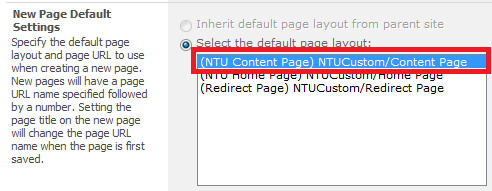 New Page Default
Settings
Specify the default page
layout and page URL to use
when creating a new page.
New pages will have a page
URL name specified followed
by a number. Setting the
page title on the new page
will change the page URL
name when the page is first
saved.
Inherit default page layout from parent site
Select the default page layout:
(NTU Content Page) NTUCustom/Content Page
(NTU Home Page) NTUCustom/Home Page
(Redirect Page) NTUCustom/Redirect Page